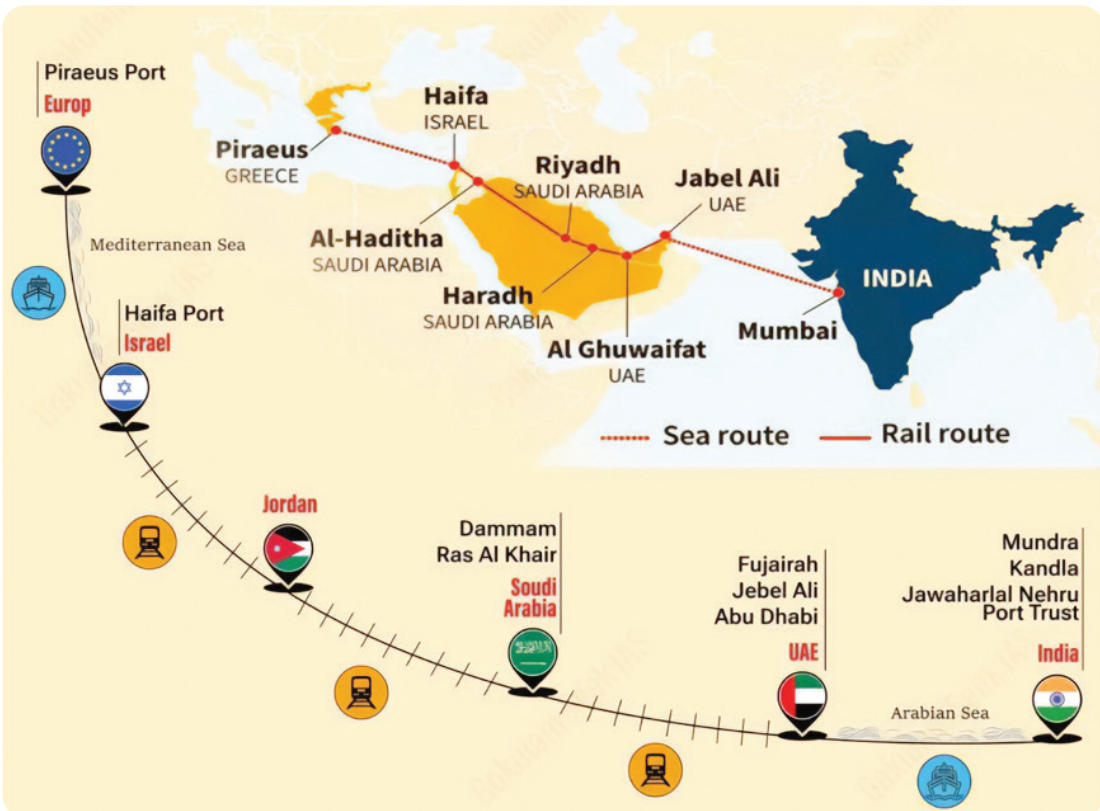 Piraeus Port
Europ
Mediterranean Sea
Haifa Port
Israel
Jordan
Dammam
Ras Al Khair
Soudi
Arabia
Fujairah
Jebel Ali
Abu Dhabi
UAE
Arabian Sea
Mundra
Kandla
Jawaharlal Nehru
Port Trust
India
Piraeus
GREECE
Haifa
ISRAEL
Al-Haditha
SAUDI ARABIA
Riyadh
SAUDI ARABIA
Haradh
SAUDI ARABIA
Al Ghuwaifat
UAE
Jabel Ali
UAE
Mumbai
INDIA
Sea route
Rail route